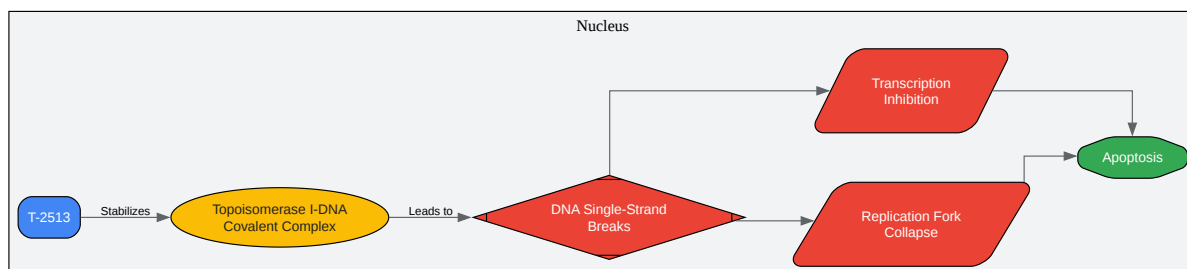 Nucleus
T-2513
Stabilizes
Topoisomerase I-DNA
Covalent Complex
Leads to
DNA Single-Strand
Breaks
Transcription
Inhibition
Replication Fork
Collapse
Apoptosis